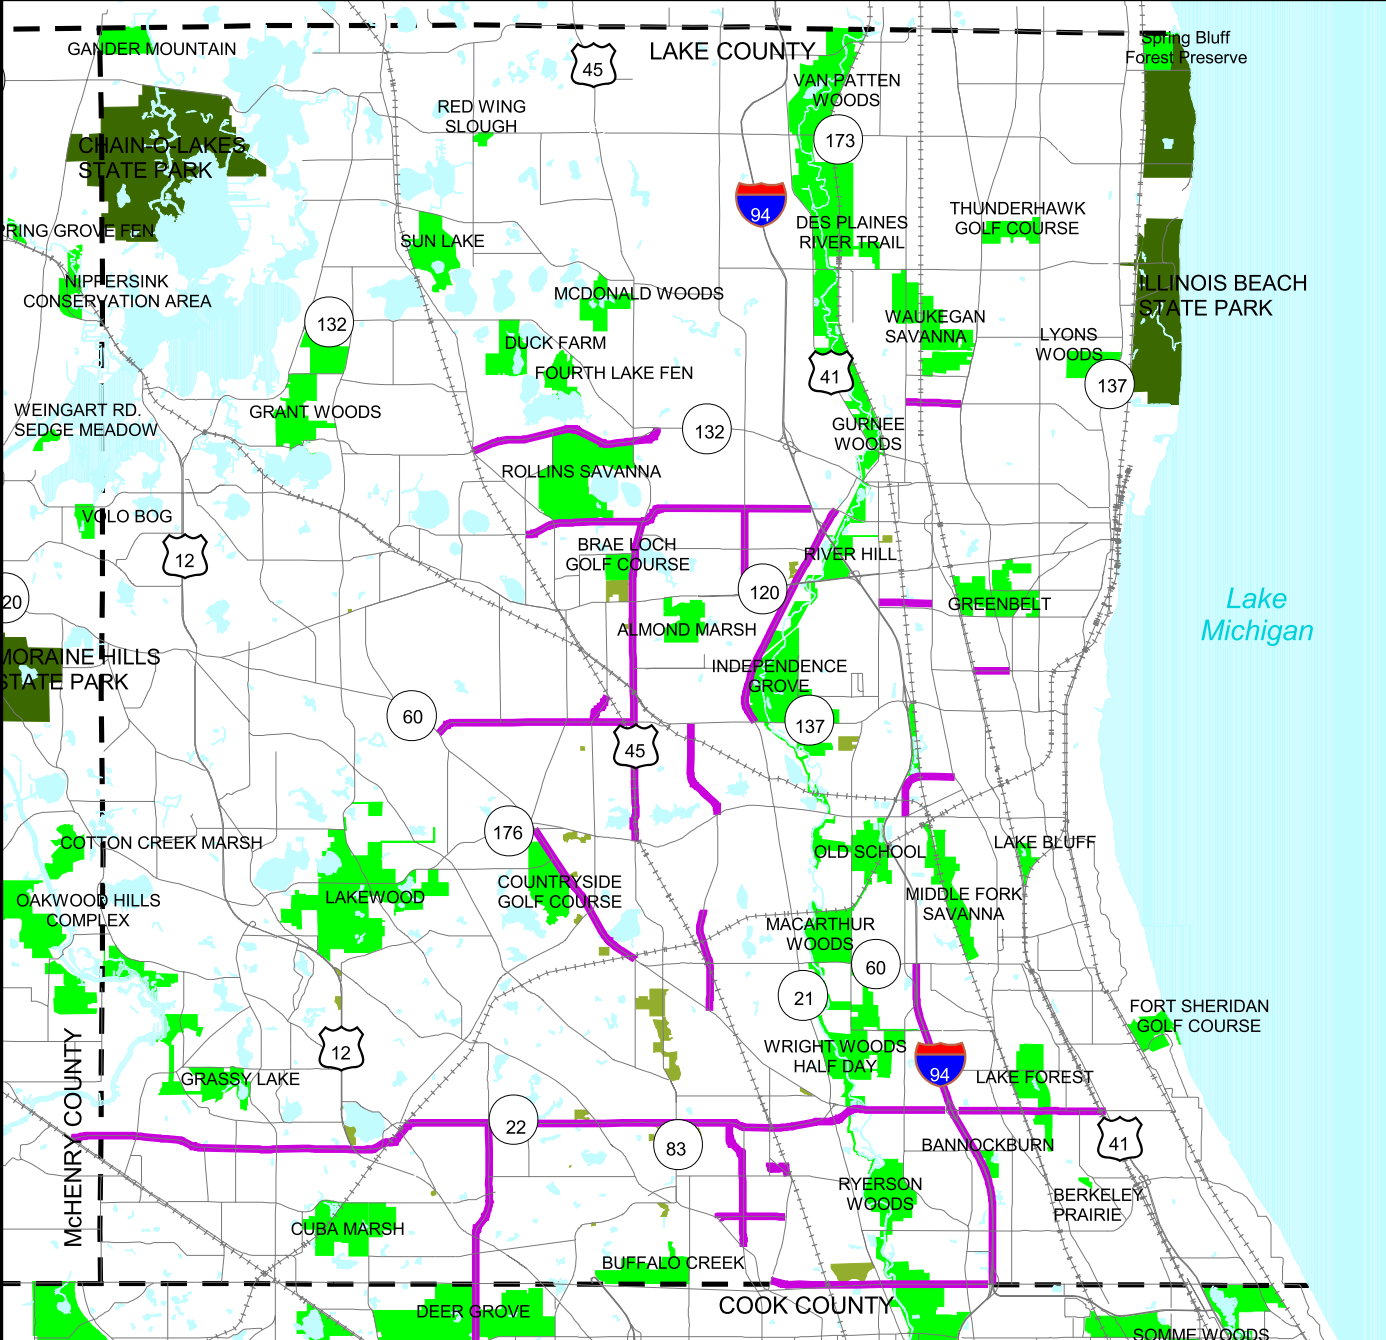 GANDER MOUNTAIN
45
LAKE COUNTY
Spring Bluff
Forest Preserve
VAN PATTEN
WOODS
RED WING
SLOUGH
173
CHAIN-O-LAKES
STATE PARK
94
THUNDERHAWK
GOLF COURSE
DES PLAINES
RIVER TRAIL
PRING GROVE FEN
SUN LAKE
NIPPERSINK
CONSERVATION AREA
MCDONALD WOODS
ILLINOIS BEACH
STATE PARK
132
WAUKEGAN
SAVANNA
LYONS
WOODS
DUCK FARM
FOURTH LAKE FEN
41
137
WEINGART RD.
SEDGE MEADOW
GRANT WOODS
132
GURNEE
WOODS
ROLLINS SAVANNA
VOLO BOG
12
BRAE LOCH
GOLF COURSE
RIVER HILL
20
120
GREENBELT
Lake
Michigan
ALMOND MARSH
MORAINE HILLS
STATE PARK
INDEPENDENCE
GROVE
60
137
45
176
COTTON CREEK MARSH
OLD SCHOOL
LAKE BLUFF
COUNTRYSIDE
GOLF COURSE
LAKEWOOD
OAKWOOD HILLS
COMPLEX
MIDDLE FORK
SAVANNA
MACARTHUR
WOODS
60
21
FORT SHERIDAN
GOLF COURSE
McHENRY COUNTY
12
WRIGHT WOODS
HALF DAY
94
LAKE FOREST
GRASSY LAKE
22
83
41
BANNOCKBURN
RYERSON
WOODS
BERKELEY
PRAIRIE
CUBA MARSH
BUFFALO CREEK
COOK COUNTY
DEER GROVE
SOMME WOODS